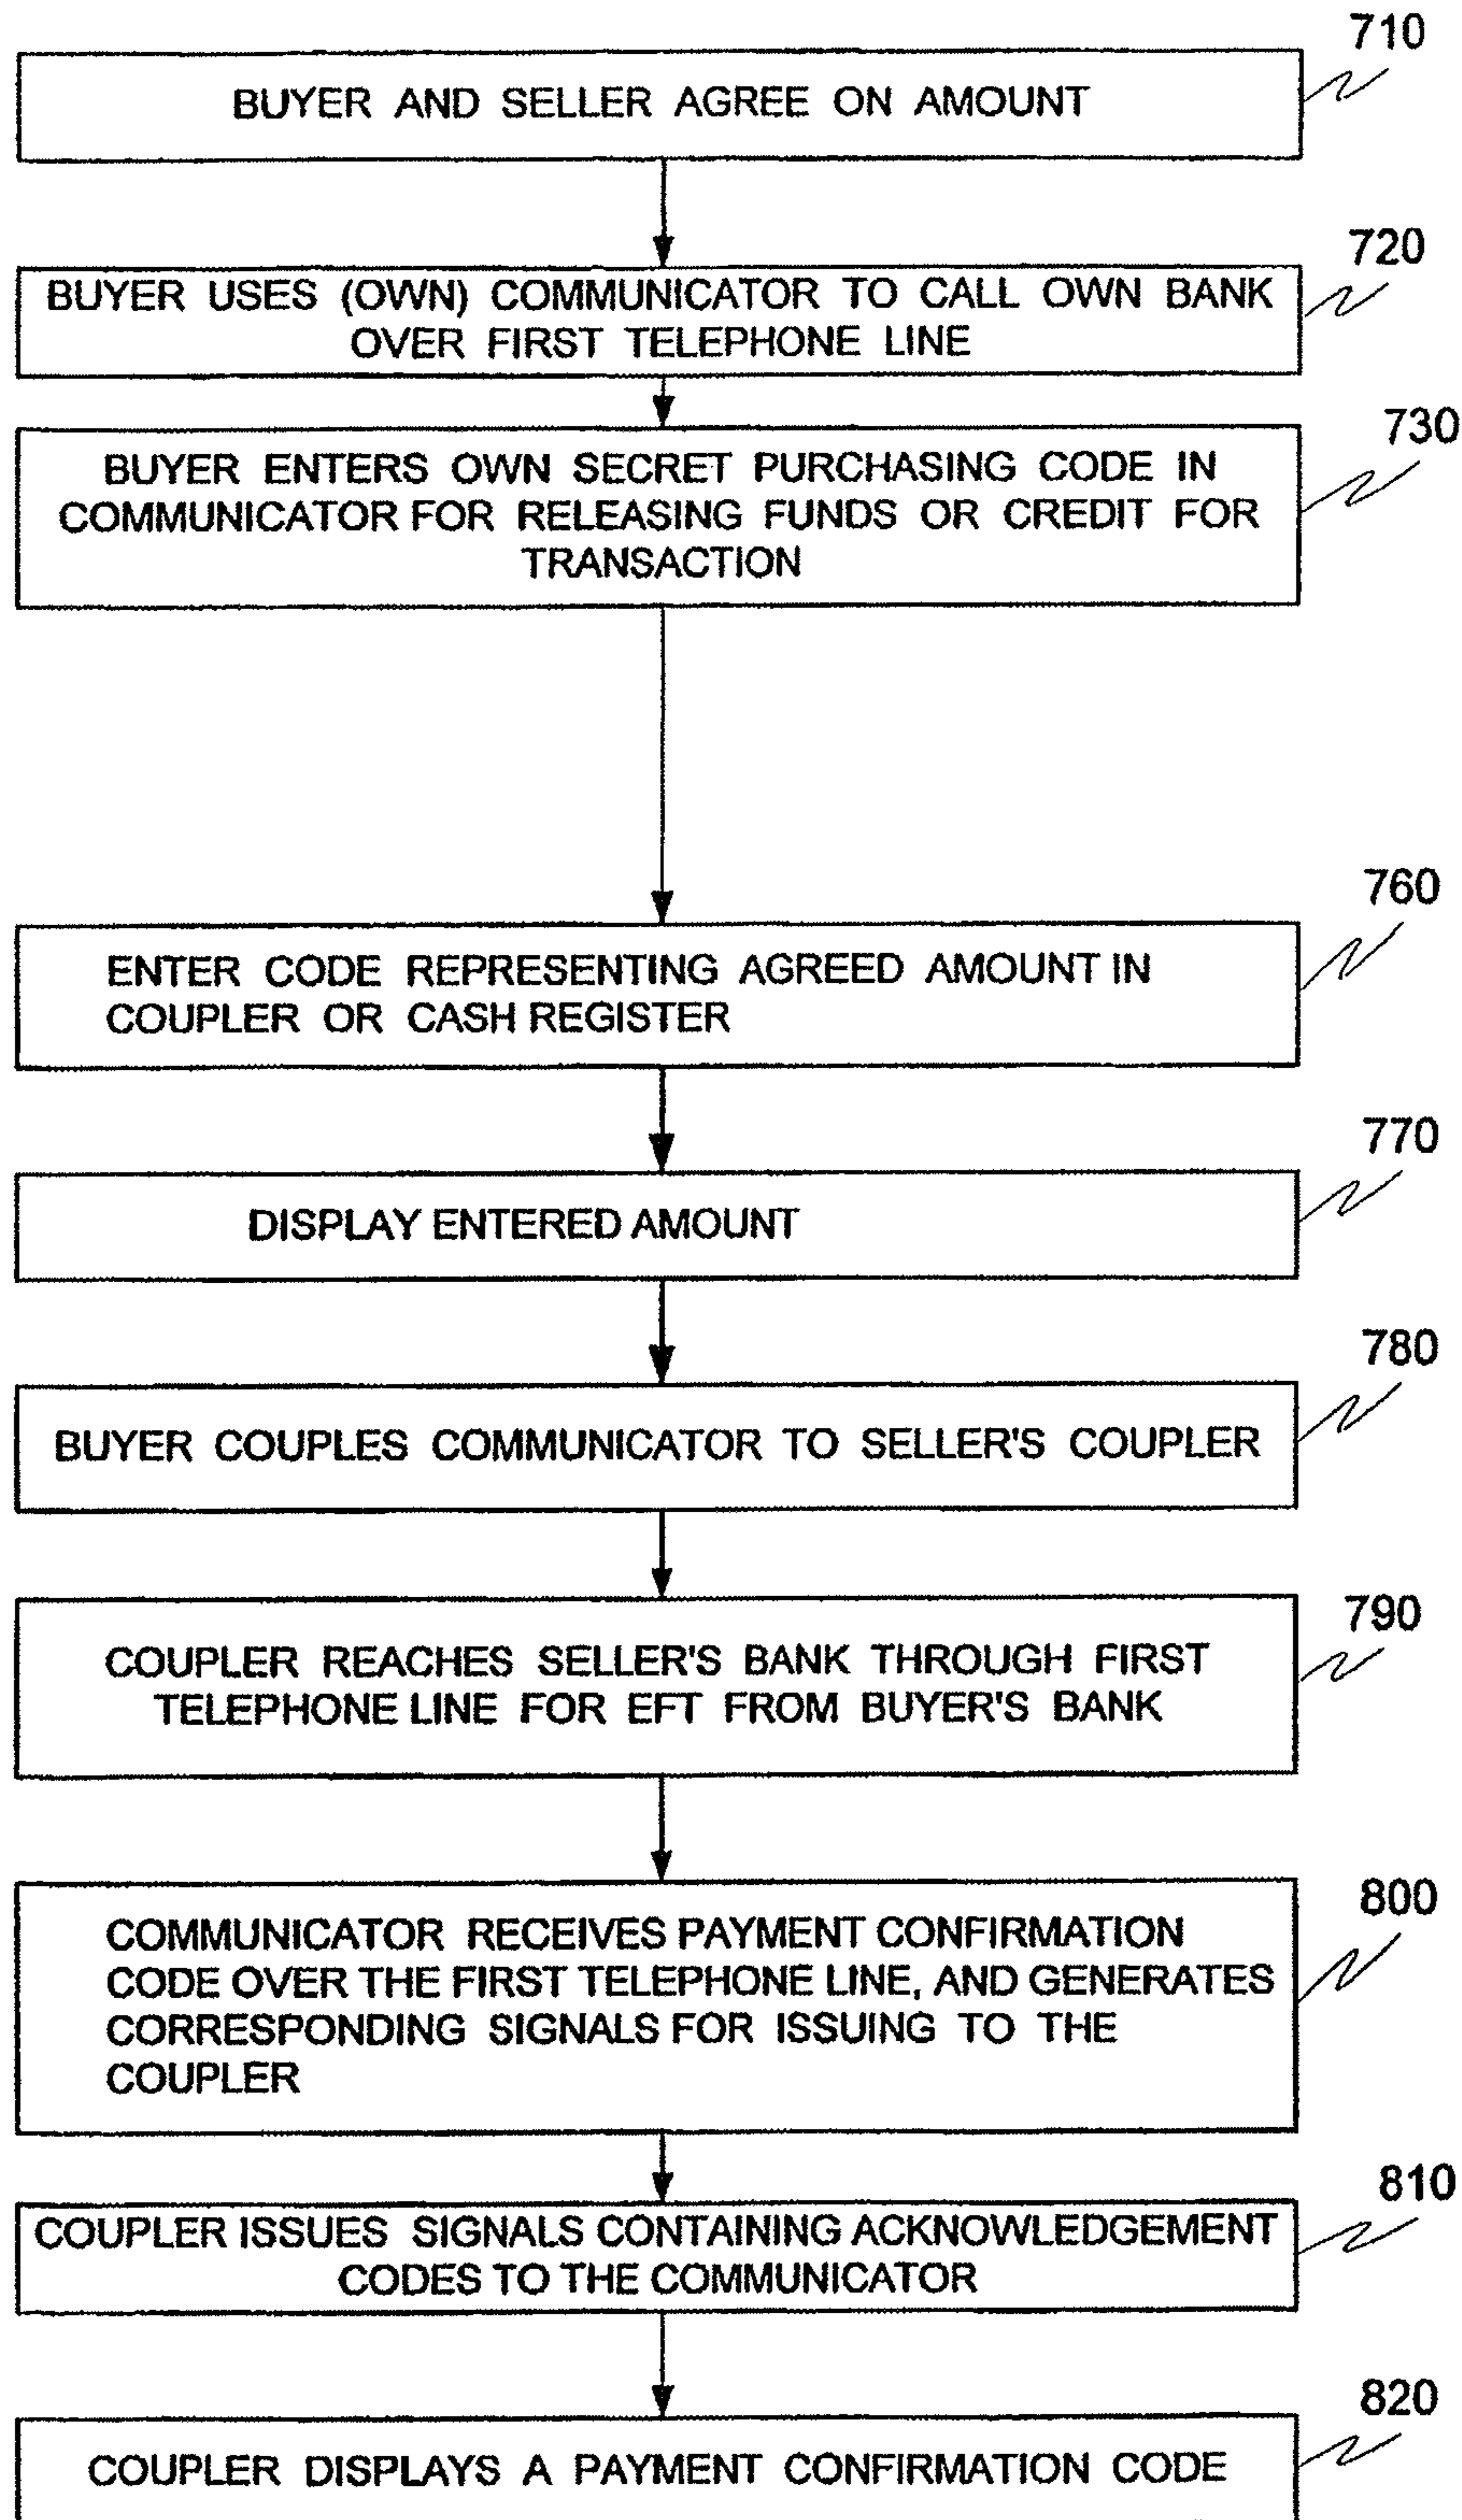 710
BUYER AND SELLER AGREE ON AMOUNT
720
BUYER USES (OWN) COMMUNICATOR TO CALL OWN BANK
OVER FIRST TELEPHONE LINE
730
BUYER ENTERS OWN SECRET PURCHASING CODE IN
COMMUNICATOR FOR RELEASING FUNDS OR CREDIT FOR
TRANSACTION
760
ENTER CODE REPRESENTING AGREED AMOUNT IN
COUPLER OR CASH REGISTER
770
DISPLAY ENTERED AMOUNT
780
BUYER COUPLES COMMUNICATOR TO SELLER'S COUPLER
790
COUPLER REACHES SELLER'S BANK THROUGH FIRST
TELEPHONE LINE FOR EFT FROM BUYER'S BANK
800
COMMUNICATOR RECEIVES PAYMENT CONFIRMATION
CODE OVER THE FIRST TELEPHONE LINE, AND GENERATES
CORRESPONDING SIGNALS FOR ISSUING TO THE
COUPLER
810
COUPLER ISSUES SIGNALS CONTAINING ACKNOWLEDGEMENT
CODES TO THE COMMUNICATOR
820
COUPLER DISPLAYS A PAYMENT CONFIRMATION CODE